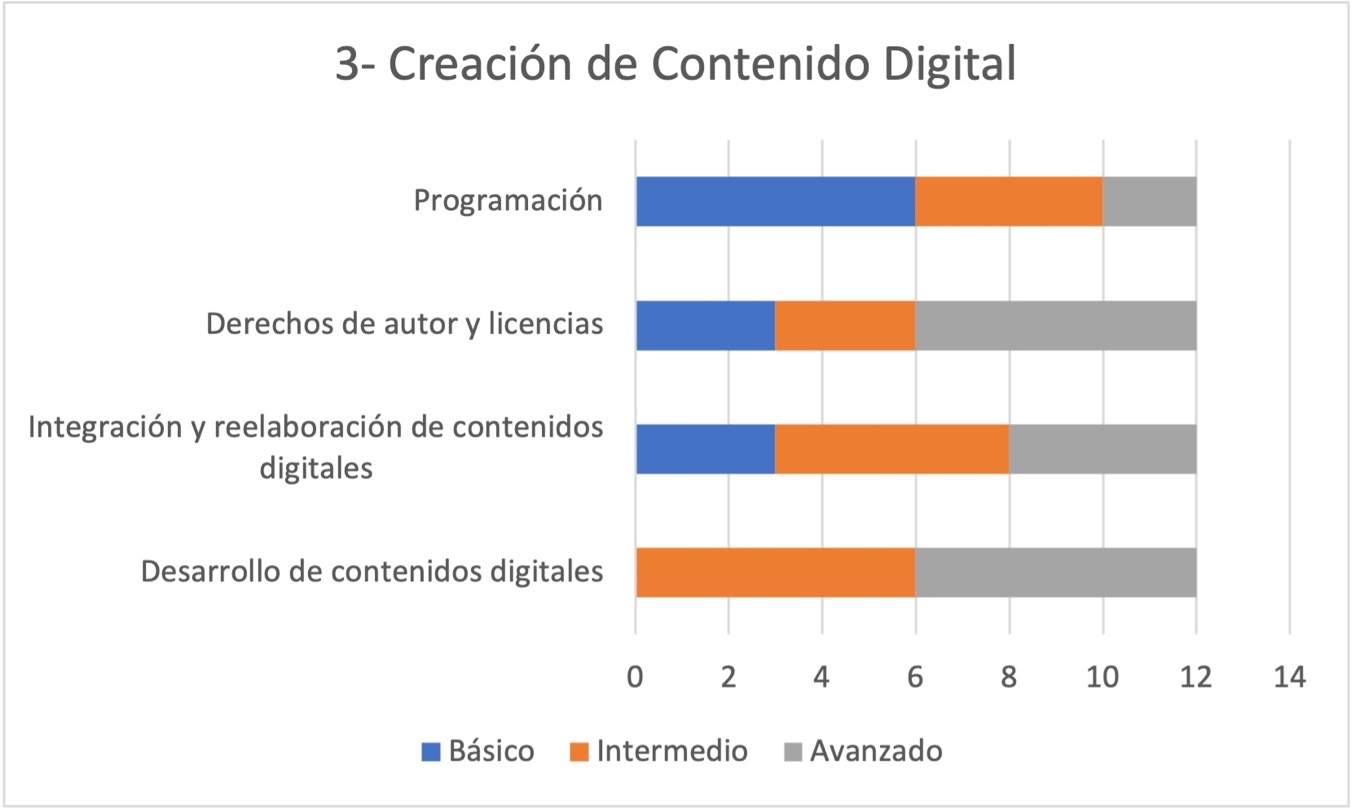 3- Creación de Contenido Digital
Programación
Derechos de autor y licencias
Integración y reelaboración de contenidos
digitales
Desarrollo de contenidos digitales
0 2 4 6 8 10 12 14
Básico Intermedio Avanzado